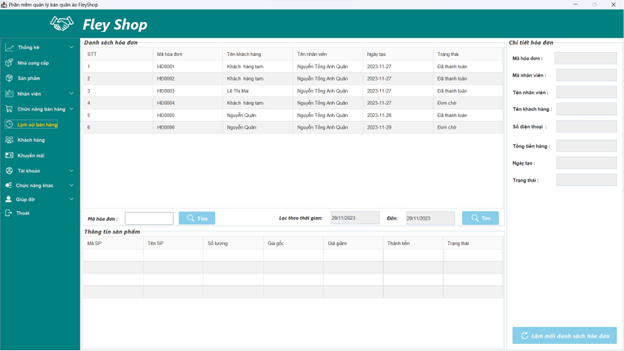 Phần mềm quản lý bán quần áo FleyShop
Fley Shop
Thống kê
Nhà cung cấp
Sản phẩm
Nhân viên
Chức năng bán hàng
Lịch sử bán hàng
Khách hàng
Khuyến mãi
Tài khoản
Chức năng khác
Giúp đỡ
Thoát
Danh sách hóa đơn
STT Mã hóa đơn Tên khách hàng Tên nhân viên Ngày tạo Trạng thái
1 HD0001 Khách hàng tạm Nguyễn Tống Anh Quân 2023-11-27 Đã thanh toán
2 HD0002 Khách hàng tạm Nguyễn Tống Anh Quân 2023-11-27 Đã thanh toán
3 HD0003 Lê Thị Mai Nguyễn Tống Anh Quân 2023-11-27 Đã thanh toán
4 HD0004 Khách hàng tạm Nguyễn Tống Anh Quân 2023-11-27 Đơn chờ
5 HD0005 Nguyễn Quân Nguyễn Tống Anh Quân 2023-11-28 Đã thanh toán
6 HD0006 Nguyễn Quân Nguyễn Tống Anh Quân 2023-11-29 Đơn chờ
Mã hóa đơn : Tìm Lọc theo thời gian: 29/11/2023 Đến: 29/11/2023 Tìm
Thông tin sản phẩm
Mã SP Tên SP Số lượng Giá gốc Giá giảm Thành tiền Trạng thái
Chi tiết hóa đơn
Mã hóa đơn :
Mã nhân viên :
Tên nhân viên :
Tên khách hàng :
Số điện thoại :
Tổng tiền hàng :
Ngày tạo :
Trạng thái :
Làm mới danh sách hóa đơn